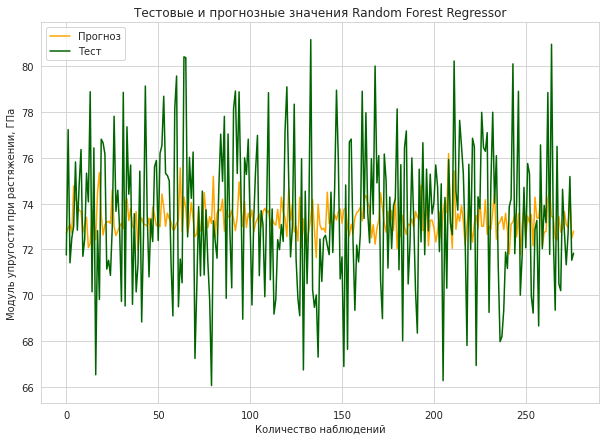 Тестовые и прогнозные значения Random Forest Regressor
Прогноз
Тест
Модуль упругости при растяжении, ГПа
80
78
76
74
72
70
68
66
0
50
100
150
200
250
Количество наблюдений